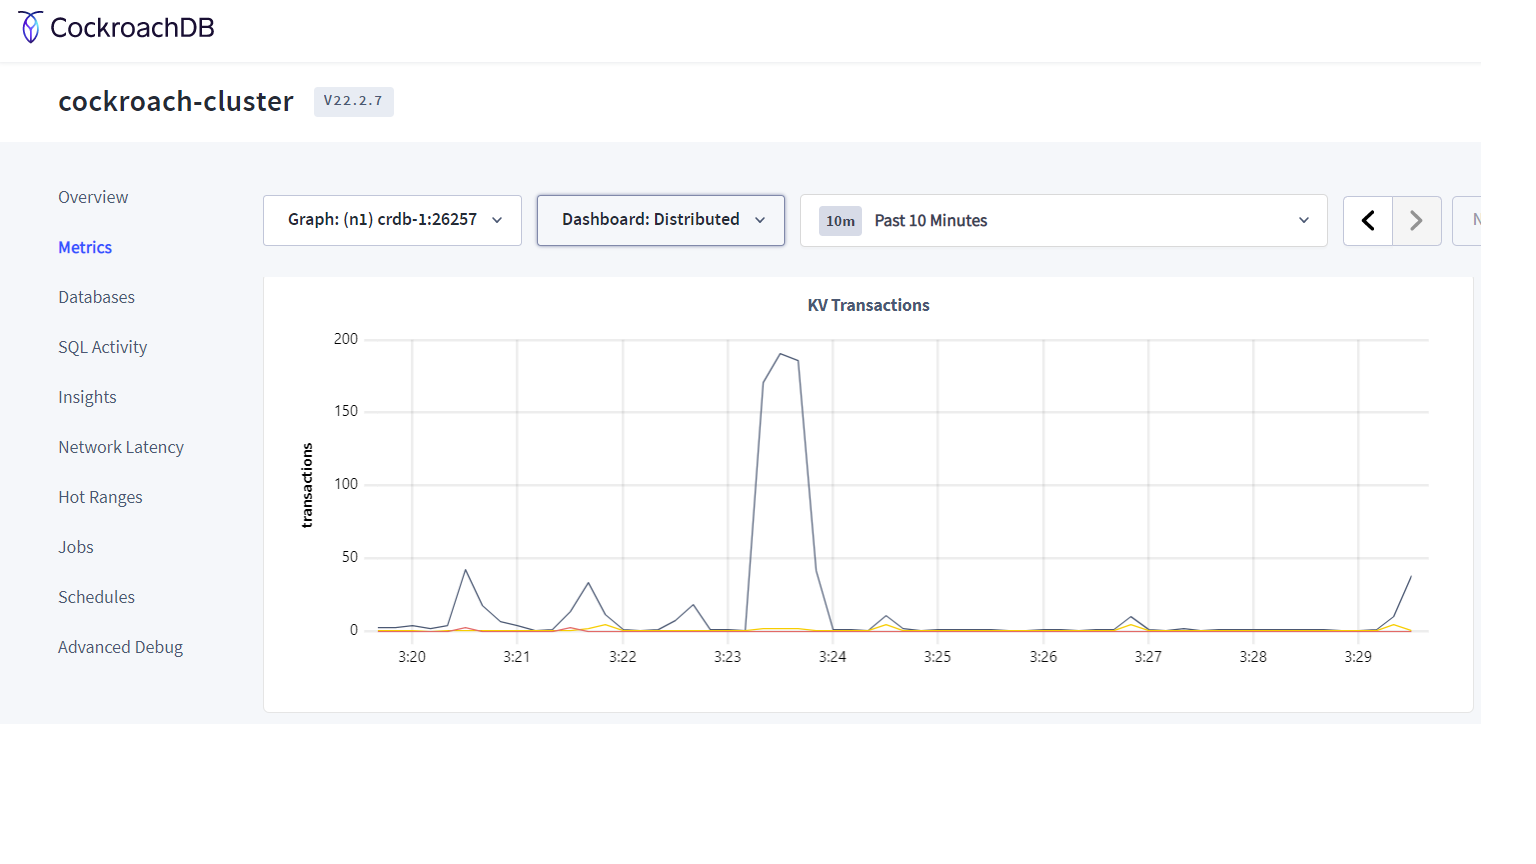 CockroachDB
cockroach-cluster
V22.2.7
Overview
Metrics
Databases
SQL Activity
Insights
Network Latency
Hot Ranges
Jobs
Schedules
Advanced Debug
Graph: (n1) crdb-1:26257
Dashboard: Distributed
10m Past 10 Minutes
N
KV Transactions
transactions
200
150
100
50
0
3:20 3:21 3:22 3:23 3:24 3:25 3:26 3:27 3:28 3:29